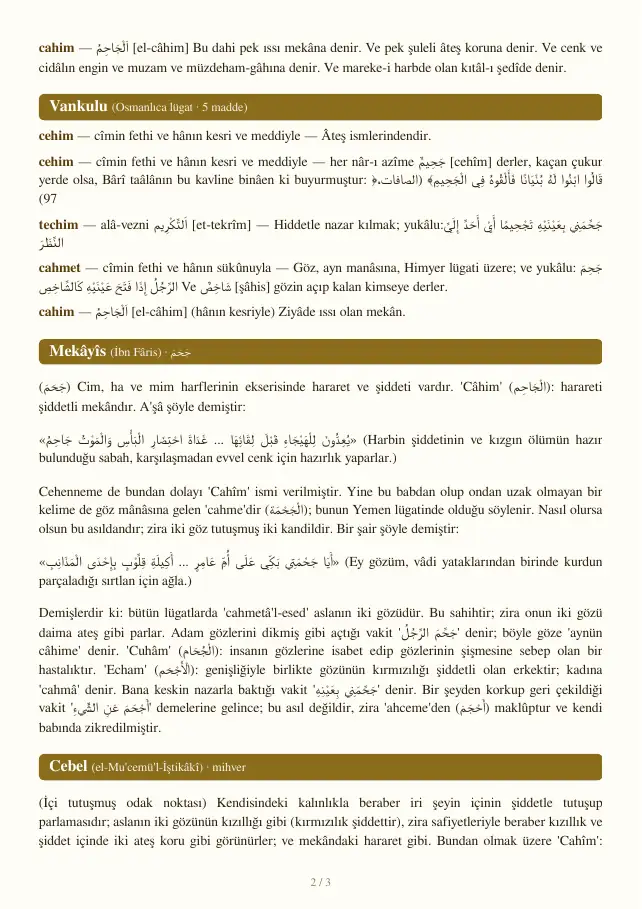 cahim — اَلْجَاحِمُ [el-câhim] Bu dahi pek ıssı mekâna denir. Ve pek şuleli âteş koruna denir. Ve cenk ve
cidâlın engin ve muzam ve müzdeham-gâhına denir. Ve mareke-i harbde olan kıtâl-ı şedîde denir.
Vankulu (Osmanlıca lügat · 5 madde)
cehim — cîmin fethi ve hânın kesri ve meddiyle — Âteş ismlerindendir.
cehim — cîmin fethi ve hânın kesri ve meddiyle — her nâr-ı azîme جَحِيمٌ [cehîm] derler, kaçan çukur
yerde olsa, Bârî taâlânın bu kavline binâen ki buyurmuştur: ﴿قَالُوا ابْنُوا لَهُ بُنْيَانًا فَأَلْقُوهُ فِي الْجَحِيمِ﴾ (الصافات،
97)
techim — alâ-vezni اَلتَّكْرِيم [et-tekrîm] — Hiddetle nazar kılmak; yukâlu: جَحَّمَنِي بِعَيْنَيْهِ تَجْحِيمًا أَيْ أَحَدَّ إِلَيَّ
النَّظَرَ
cahmet — cîmin fethi ve hânın sükûnuyla — Göz, ayn manâsına, Himyer lügati üzere; ve yukâlu: جَحِمَ
الرَّجُلُ إِذَا فَتَحَ عَيْنَيْهِ كَالشَّاخِصِ Ve شَاخِصٌ [şâhis] gözin açıp kalan kimseye derler.
cahim — اَلْجَاحِمُ [el-câhim] (hânın kesriyle) Ziyâde ıssı olan mekân.
Mekâyîs (İbn Fâris) · جَحَمَ
(جَحَمَ) Cim, ha ve mim harflerinin ekserisinde hararet ve şiddeti vardır. 'Câhim' (الْجَاحِم): harareti
şiddetli mekândır. A'şâ şöyle demiştir:
«يُعِدُّونَ لِلْهَيْجَاءِ قَبْلَ لِقَائِهَا ... غَدَاةَ احْتِضَارِ الْبَأْسِ وَالْمَوْتُ جَاحِمُ» (Harbin şiddetinin ve kızgın ölümün hazır
bulunduğu sabah, karşılaşmadan evvel cenk için hazırlık yaparlar.)
Cehenneme de bundan dolayı 'Cahîm' ismi verilmiştir. Yine bu babdan olup ondan uzak olmayan bir
kelime de göz mânâsına gelen 'cahme'dir (الْجَحْمَة); bunun Yemen lügatinde olduğu söylenir. Nasıl olursa
olsun bu asıldandır; zira iki göz tutuşmuş iki kandildir. Bir şair şöyle demiştir:
«أَيَا جَحْمَتِي بَكِّي عَلَى أُمِّ عَامِرٍ ... أَكِيلَةِ قِلَّوْبٍ بِإِحْدَى الْمَذَانِبِ» (Ey gözüm, vâdi yataklarından birinde kurdun
parçaladığı sırtlan için ağla.)
Demişlerdir ki: bütün lügatlarda 'cahmetâ'l-esed' aslanın iki gözüdür. Bu sahihtir; zira onun iki gözü
daima ateş gibi parlar. Adam gözlerini dikmiş gibi açtığı vakit 'جَحَّمَ الرَّجُلُ' denir; böyle göze 'aynün
câhime' denir. 'Cuhâm' (الْجُحَام): insanın gözlerine isabet edip gözlerinin şişmesine sebep olan bir
hastalıktır. 'Echam' (الْأَجْحَم): genişliğiyle birlikte gözünün kırmızılığı şiddetli olan erkektir; kadına
'cahmâ' denir. Bana keskin nazarla baktığı vakit 'جَحَّمَنِي بِعَيْنِهِ' denir. Bir şeyden korkup geri çekildiği
vakit 'أَجْحَمَ عَنِ الشَّيْءِ' demelerine gelince; bu asıl değildir, zira 'ahceme'den (أَحْجَمَ) maklûptur ve kendi
babında zikredilmiştir.
Cebel (el-Mu'cemü'l-İştikâkî) · mihver
(İçi tutuşmuş odak noktası) Kendisindeki kalınlıkla beraber iri şeyin içinin şiddetle tutuşup
parlamasıdır; aslanın iki gözünün kızıllığı gibi (kırmızılık şiddettir), zira safiyetleriyle beraber kızıllık ve
şiddet içinde iki ateş koru gibi görünürler; ve mekândaki hararet gibi. Bundan olmak üzere 'Cahîm':
2 / 3